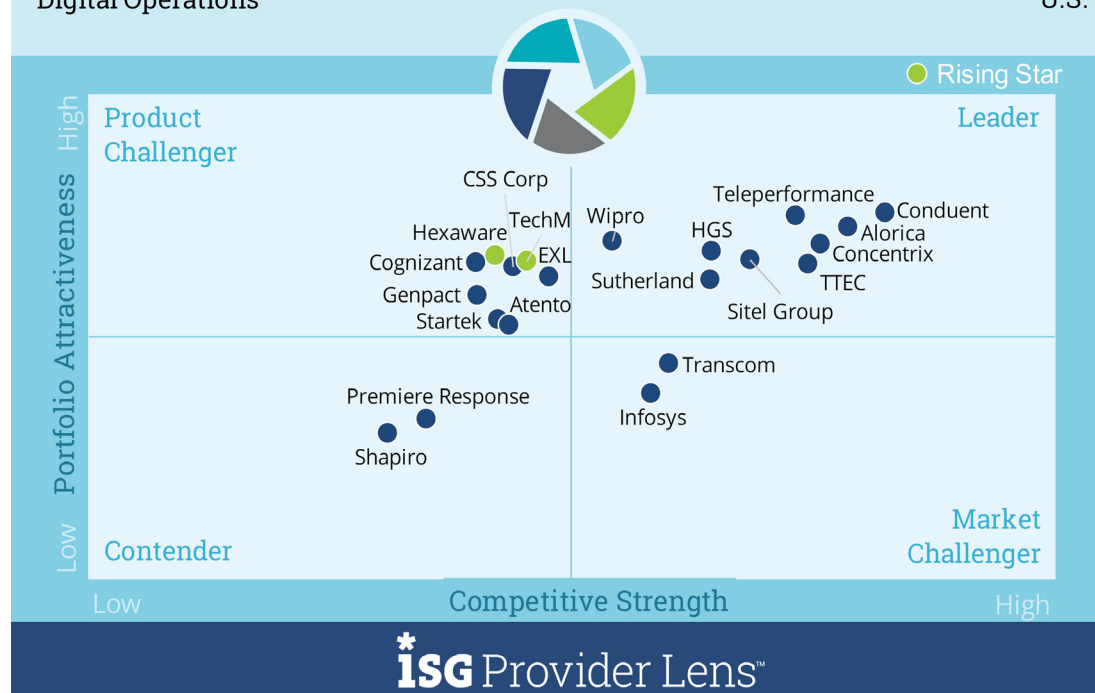 Digital Operations
U.S.
Rising Star
High
Product
Challenger
Leader
CSS Corp
Teleperformance
TechM
Wipro
Conduent
Hexaware
HGS
Alorica
Cognizant
EXL
Concentrix
Sutherland
TTEC
Genpact
Atento
Sitel Group
Startek
Portfolio Attractiveness
Transcom
Premiere Response
Infosys
Shapiro
Market
Challenger
Contender
Low
Low
Competitive Strength
High
ISG Provider Lens™